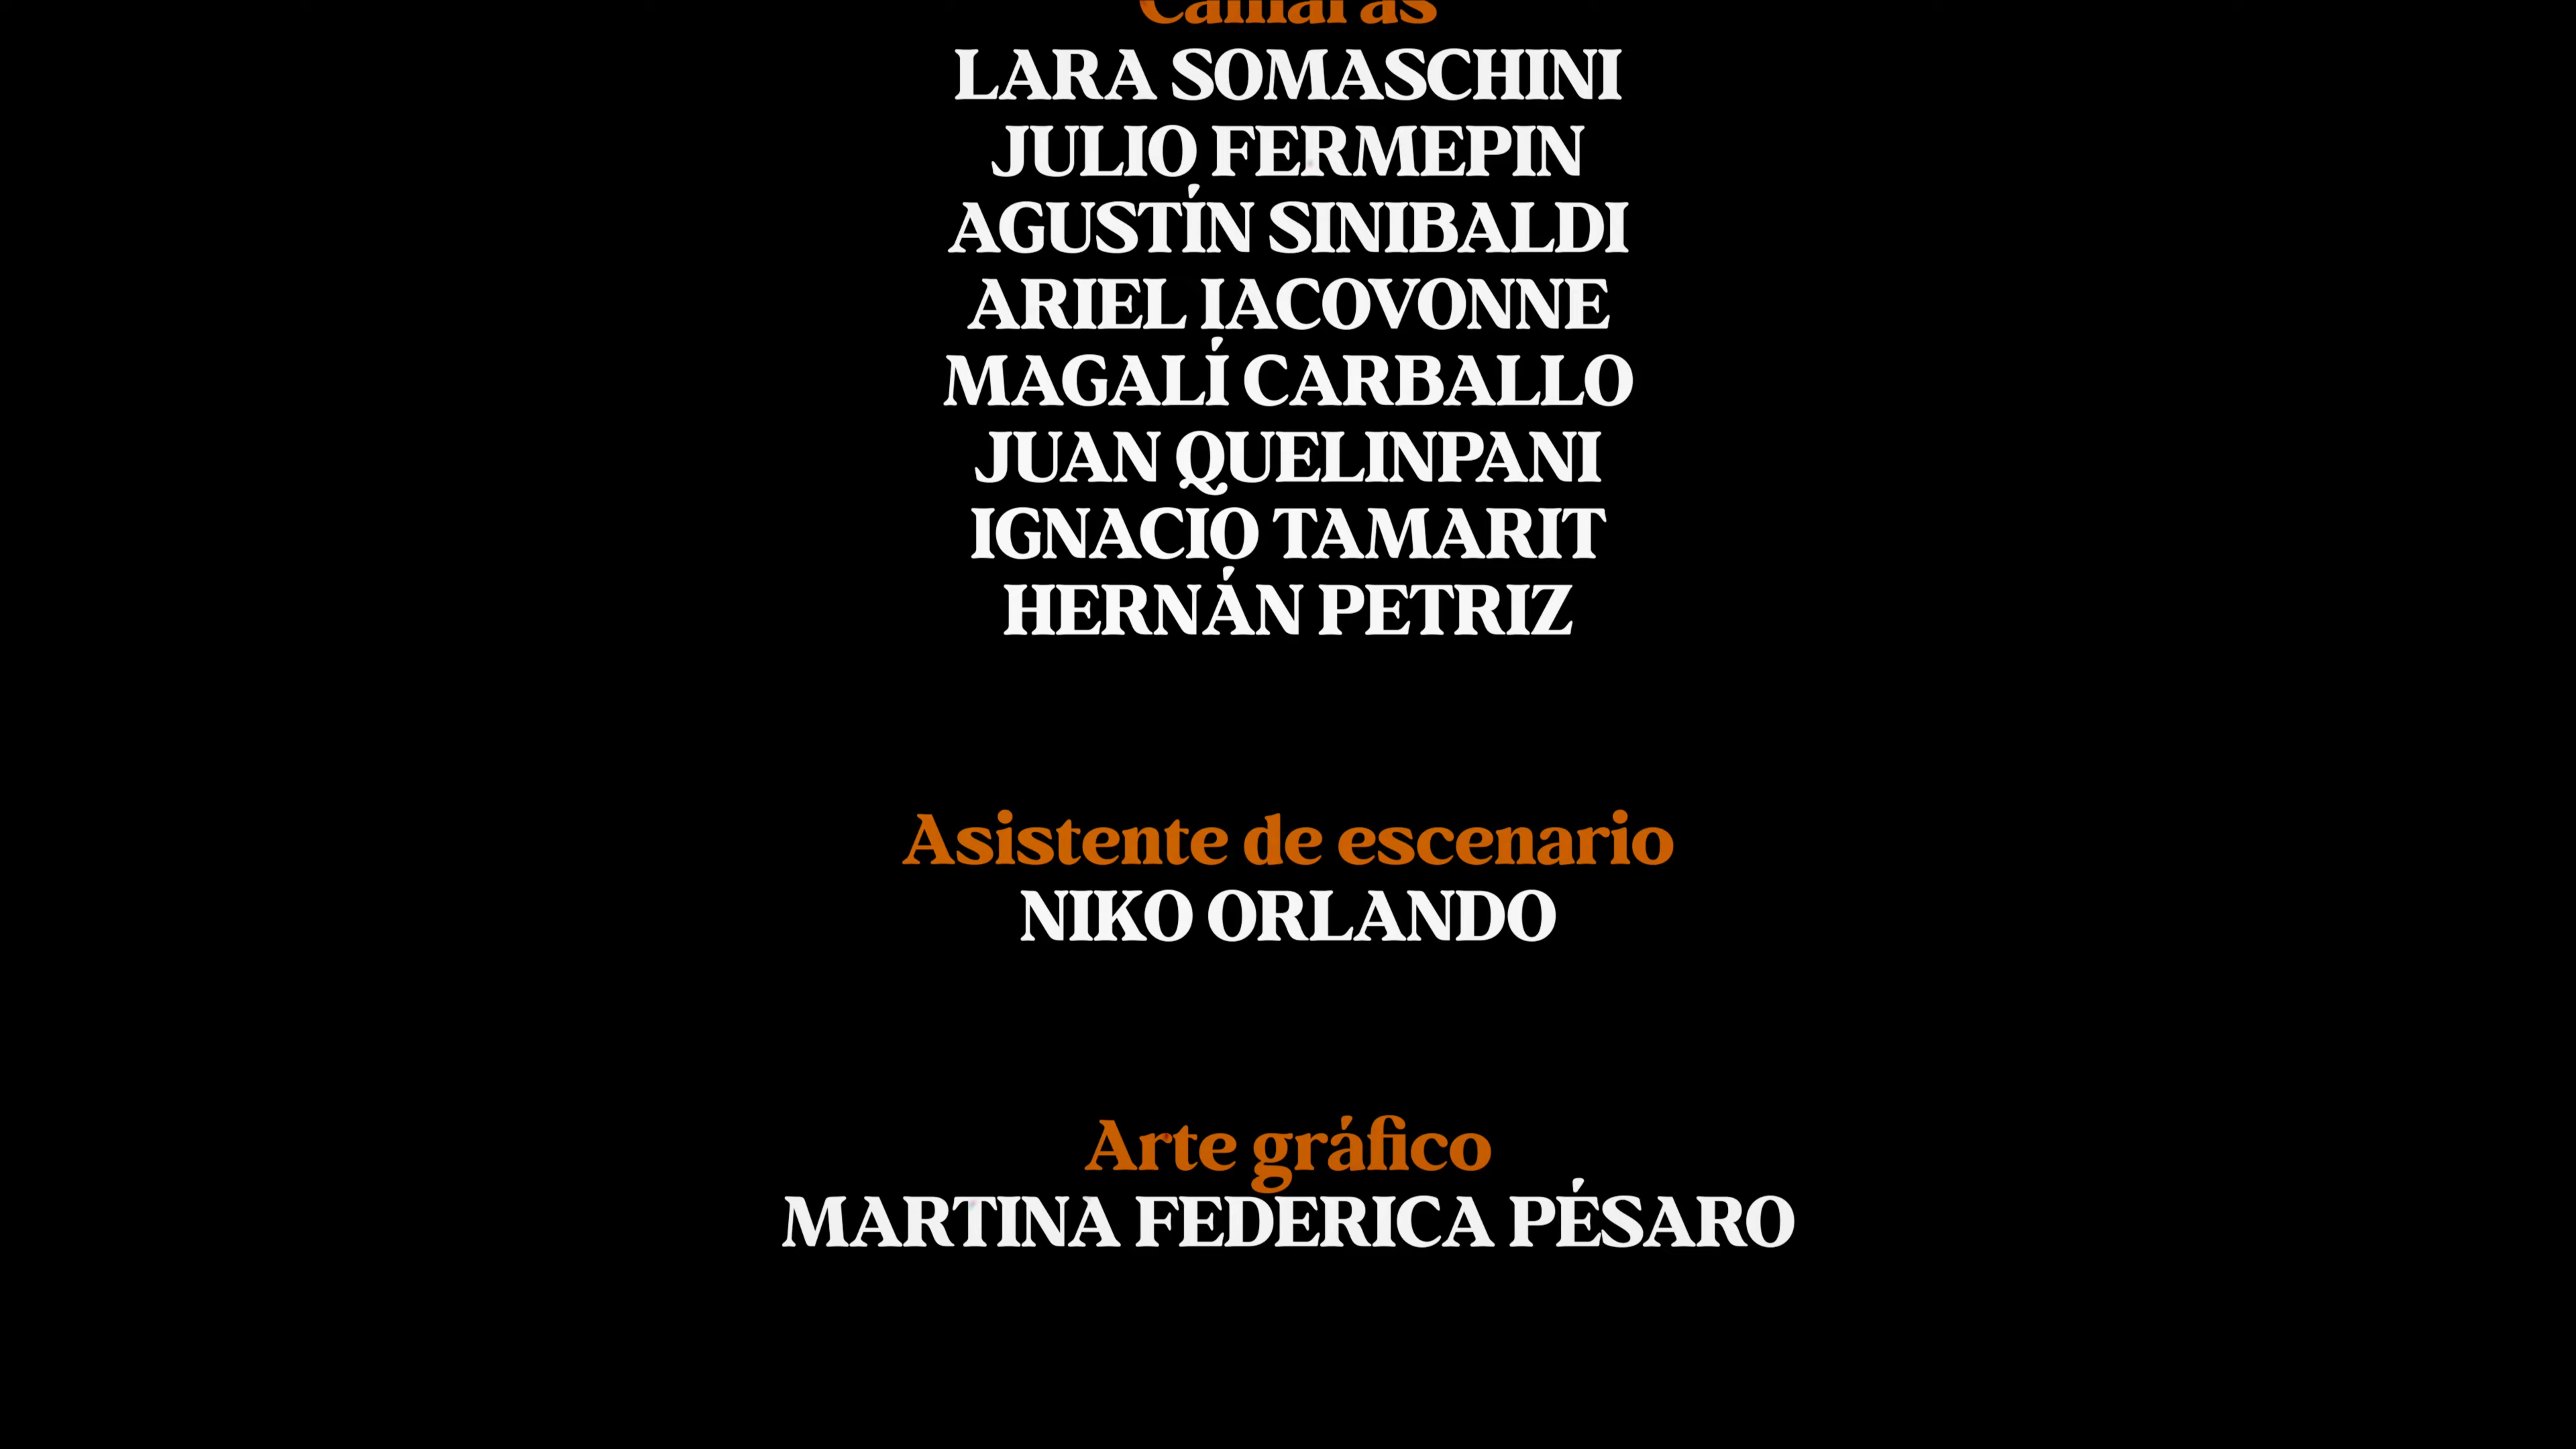 Cámaras
LARA SOMASCHINI
JULIO FERMEPIN
AGUSTÍN SINIBALDI
ARIEL IACOVONNE
MAGALÍ CARBALLO
JUAN QUELINPANI
IGNACIO TAMARIT
HERNÁN PETRIZ
Asistente de escenario
NIKO ORLANDO
Arte gráfico
MARTINA FEDERICA PÉSARO